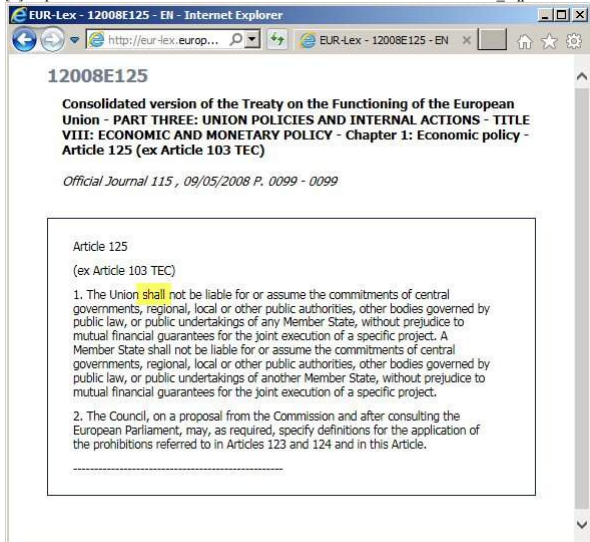 EUR-Lex - 12008E125 - EN - Internet Explorer
http://eur-lex.europ...
EUR-Lex - 12008E125 - EN
12008E125
Consolidated version of the Treaty on the Functioning of the European
Union - PART THREE: UNION POLICIES AND INTERNAL ACTIONS - TITLE
VIII: ECONOMIC AND MONETARY POLICY - Chapter 1: Economic policy -
Article 125 (ex Article 103 TEC)
Official Journal 115 , 09/05/2008 P. 0099 - 0099
Article 125
(ex Article 103 TEC)
1. The Union shall not be liable for or assume the commitments of central
governments, regional, local or other public authorities, other bodies governed by
public law, or public undertakings of any Member State, without prejudice to
mutual financial guarantees for the joint execution of a specific project. A
Member State shall not be liable for or assume the commitments of central
governments, regional, local or other public authorities, other bodies governed by
public law, or public undertakings of another Member State, without prejudice to
mutual financial guarantees for the joint execution of a specific project.
2. The Council, on a proposal from the Commission and after consulting the
European Parliament, may, as required, specify definitions for the application of
the prohibitions referred to in Articles 123 and 124 and in this Article.
--------------------------------------------------